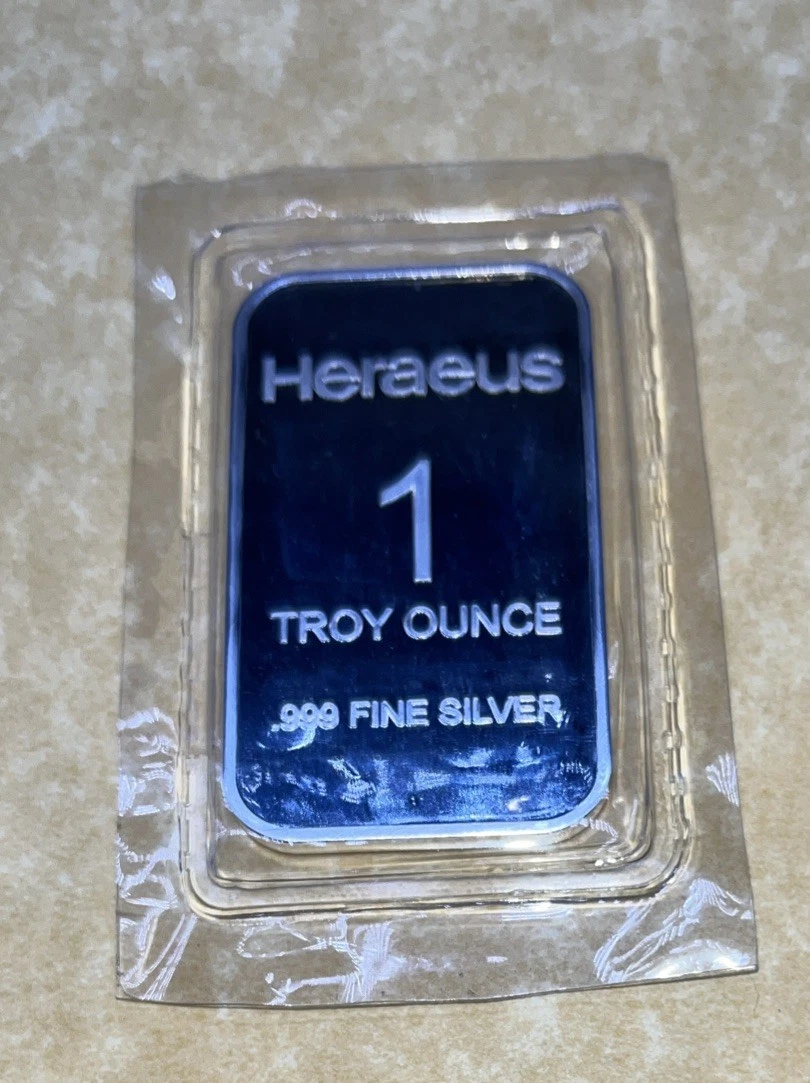 Heraeus
1
TROY OUNCE
.999 FINE SILVER